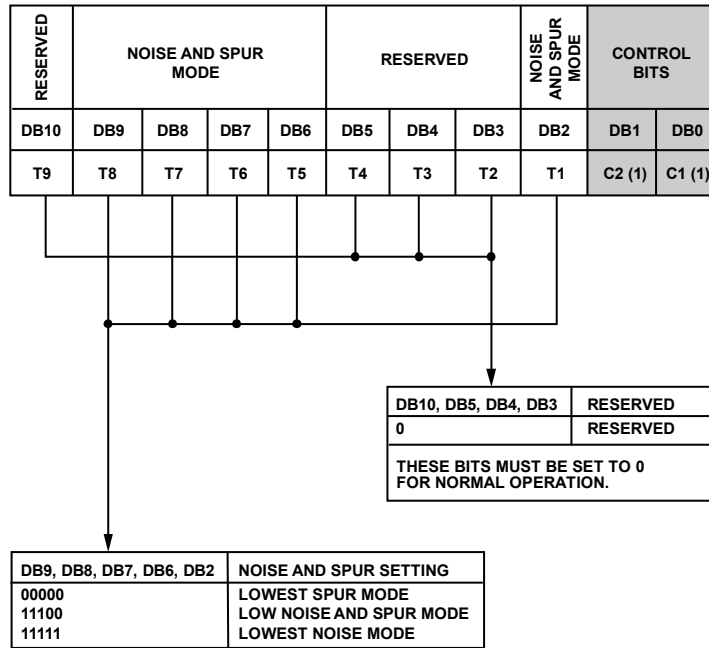 RESERVED
NOISE AND SPUR
MODE
RESERVED
NOISE
AND SPUR
MODE
CONTROL
BITS
DB10 DB9 DB8 DB7 DB6 DB5 DB4 DB3 DB2 DB1 DB0
T9 T8 T7 T6 T5 T4 T3 T2 T1 C2 (1) C1 (1)
DB10, DB5, DB4, DB3 RESERVED
0 RESERVED
THESE BITS MUST BE SET TO 0
FOR NORMAL OPERATION.
DB9, DB8, DB7, DB6, DB2 NOISE AND SPUR SETTING
00000 LOWEST SPUR MODE
11100 LOW NOISE AND SPUR MODE
11111 LOWEST NOISE MODE